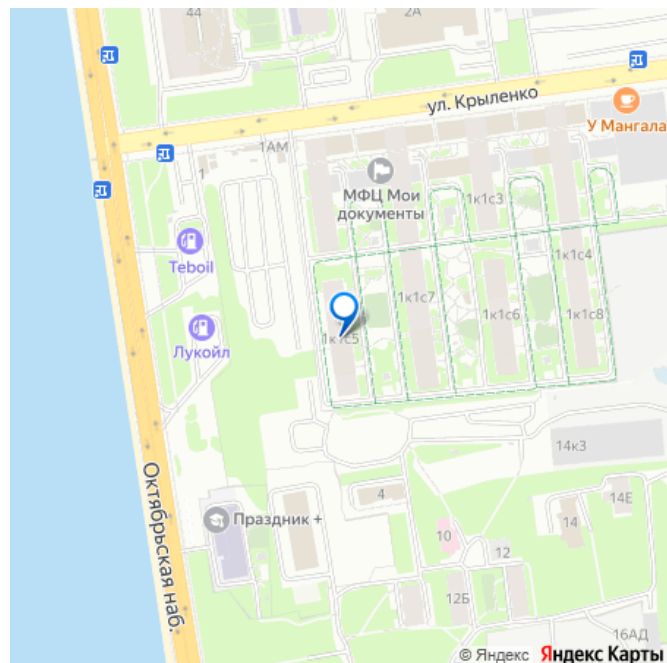 44
2А
ул. Крыленко
У Мангала
1АМ
1
МФЦ Мои
документы
1к1с3
Teboil
1к1с4
1к1с7
1к1с5
1к1с6
1к1с8
Лукойл
14к3
Октябрьская наб.
Праздник +
4
14Е
14
10
12
12Б
16АД
© Яндекс Яндекс Карты